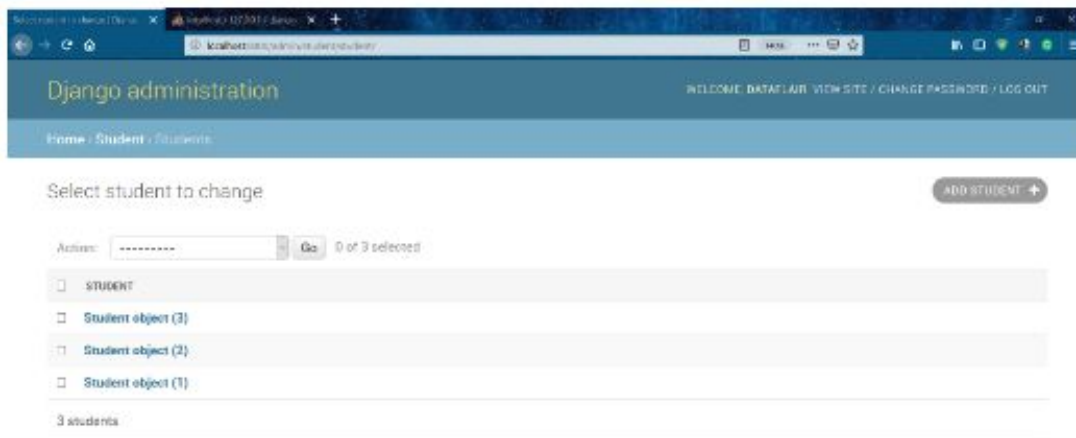 Django administration
WELCOME, DATAFLAIR. VIEW SITE / CHANGE PASSWORD / LOG OUT
Home › Student › Students
Select student to change
ADD STUDENT +
Action: --------- Go 0 of 3 selected
STUDENT
Student object (3)
Student object (2)
Student object (1)
3 students